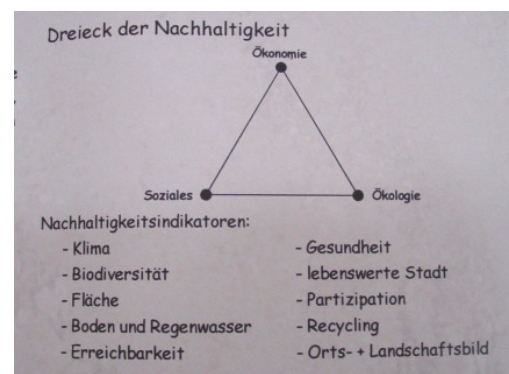 Dreieck der Nachhaltigkeit
Ökonomie
Soziales
Ökologie
Nachhaltigkeitsindikatoren:
- Klima
- Biodiversität
- Fläche
- Boden und Regenwasser
- Erreichbarkeit
- Gesundheit
- lebenswerte Stadt
- Partizipation
- Recycling
- Orts- + Landschaftsbild